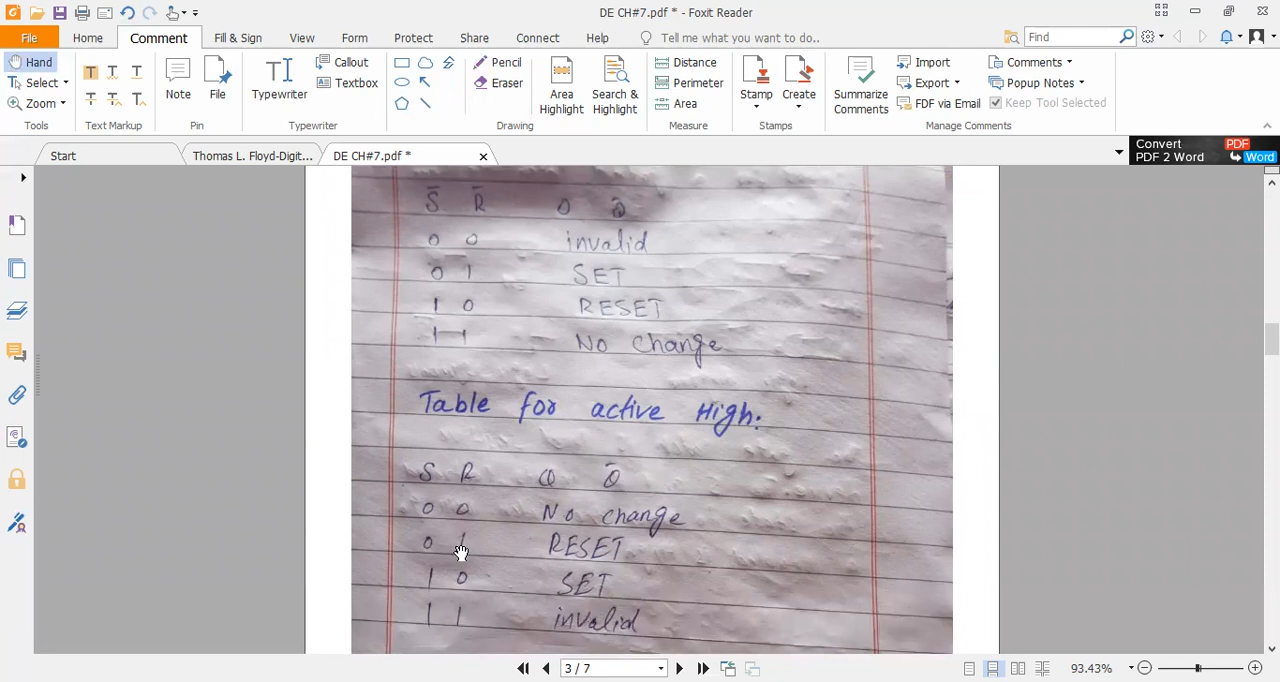 DE CH#7.pdf * - Foxit Reader
File Home Comment Fill & Sign View Form Protect Share Connect Help Tell me what you want to do.. Find
Hand Select Zoom Tools
Text Markup
Note File Pin
Typewriter Callout Textbox Typewriter
Pencil Eraser Area Highlight Search & Highlight Drawing
Distance Perimeter Area Measure
Stamp Create Stamps
Summarize Comments Import Export FDF via Email Comments Popup Notes Keep Tool Selected Manage Comments
Start Thomas L. Floyd-Digit... DE CH#7.pdf * Convert PDF 2 Word PDF Word
S̄ R̄ Q Q̄
0 0 invalid
0 1 SET
1 0 RESET
1 1 No change
Table for active High:
S R Q Q̄
0 0 No change
0 1 RESET
1 0 SET
1 1 invalid
3 / 7 93.43%